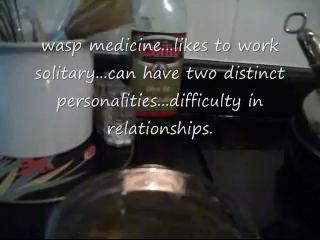 wasp medicine...likes to work
solitary...can have two distinct
personalities...difficulty in
relationships.